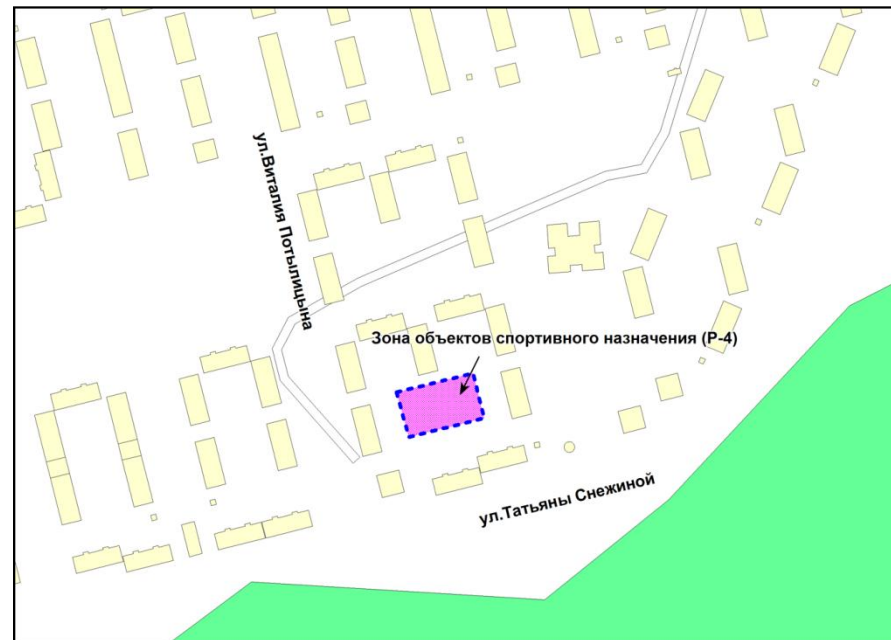 ул.Виталия Потылицына
Зона объектов спортивного назначения (Р-4)
ул.Татьяны Снежиной